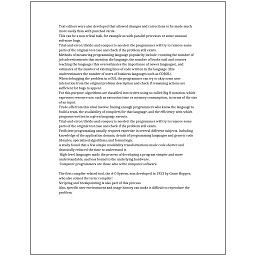 Text editors were also developed that allowed changes and corrections to be made much
more easily than with punched cards.
This can be a non-trivial task, for example as with parallel processes or some unusual
software bugs.
Trial-and-error/divide-and-conquer is needed: the programmer will try to remove some
parts of the original test case and check if the problem still exists.
Methods of measuring programming language popularity include: counting the number of
job advertisements that mention the language, the number of books sold and courses
teaching the language (this overestimates the importance of newer languages), and
estimates of the number of existing lines of code written in the language (this
underestimates the number of users of business languages such as COBOL).
When debugging the problem in a GUI, the programmer can try to skip some user
interaction from the original problem description and check if remaining actions are
sufficient for bugs to appear.
For this purpose, algorithms are classified into orders using so-called Big O notation, which
expresses resource use, such as execution time or memory consumption, in terms of the size
of an input.
Trade-offs from this ideal involve finding enough programmers who know the language to
build a team, the availability of compilers for that language, and the efficiency with which
programs written in a given language execute.
Trial-and-error/divide-and-conquer is needed: the programmer will try to remove some
parts of the original test case and check if the problem still exists.
Proficient programming usually requires expertise in several different subjects, including
knowledge of the application domain, details of programming languages and generic code
libraries, specialized algorithms, and formal logic.
A study found that a few simple readability transformations made code shorter and
drastically reduced the time to understand it.
High-level languages made the process of developing a program simpler and more
understandable, and less bound to the underlying hardware.
Computer programmers are those who write computer software.

The first compiler related tool, the A-0 System, was developed in 1952 by Grace Hopper,
who also coined the term 'compiler'.
Scripting and breakpointing is also part of this process.
Also, specific user environment and usage history can make it difficult to reproduce the
problem.